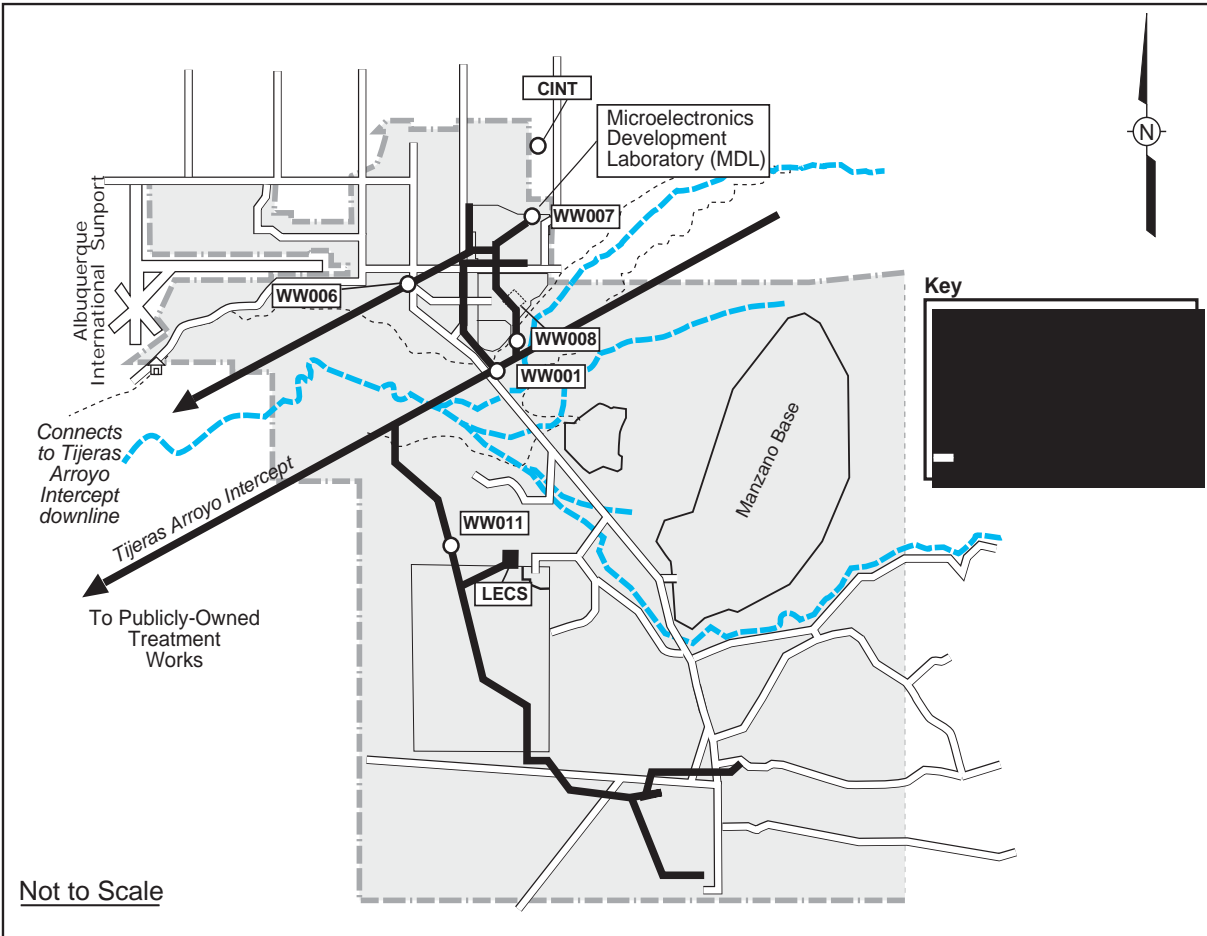 CINT
Microelectronics
Development
Laboratory (MDL)
N
WW007
Albuquerque
International Sunport
WW006
Key
WW008
WW001
Connects
to Tijeras
Arroyo
Intercept
downline
Tijeras Arroyo Intercept
Manzano Base
WW011
LECS
To Publicly-Owned
Treatment
Works
Not to Scale